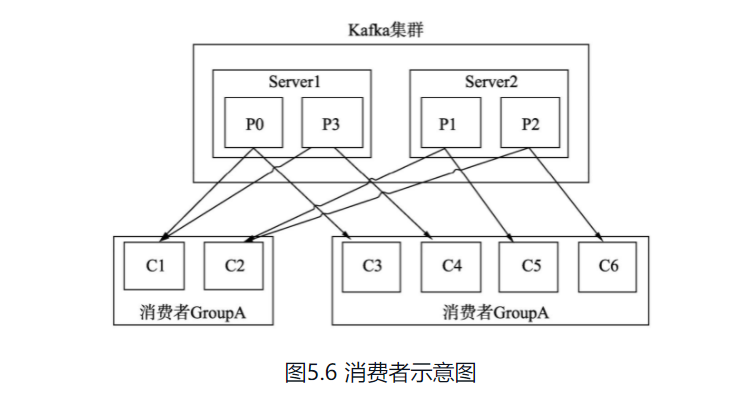 Kafka集群
Server1 Server2
P0 P3 P1 P2
C1 C2 C3 C4 C5 C6
消费者GroupA 消费者GroupA
图5.6 消费者示意图